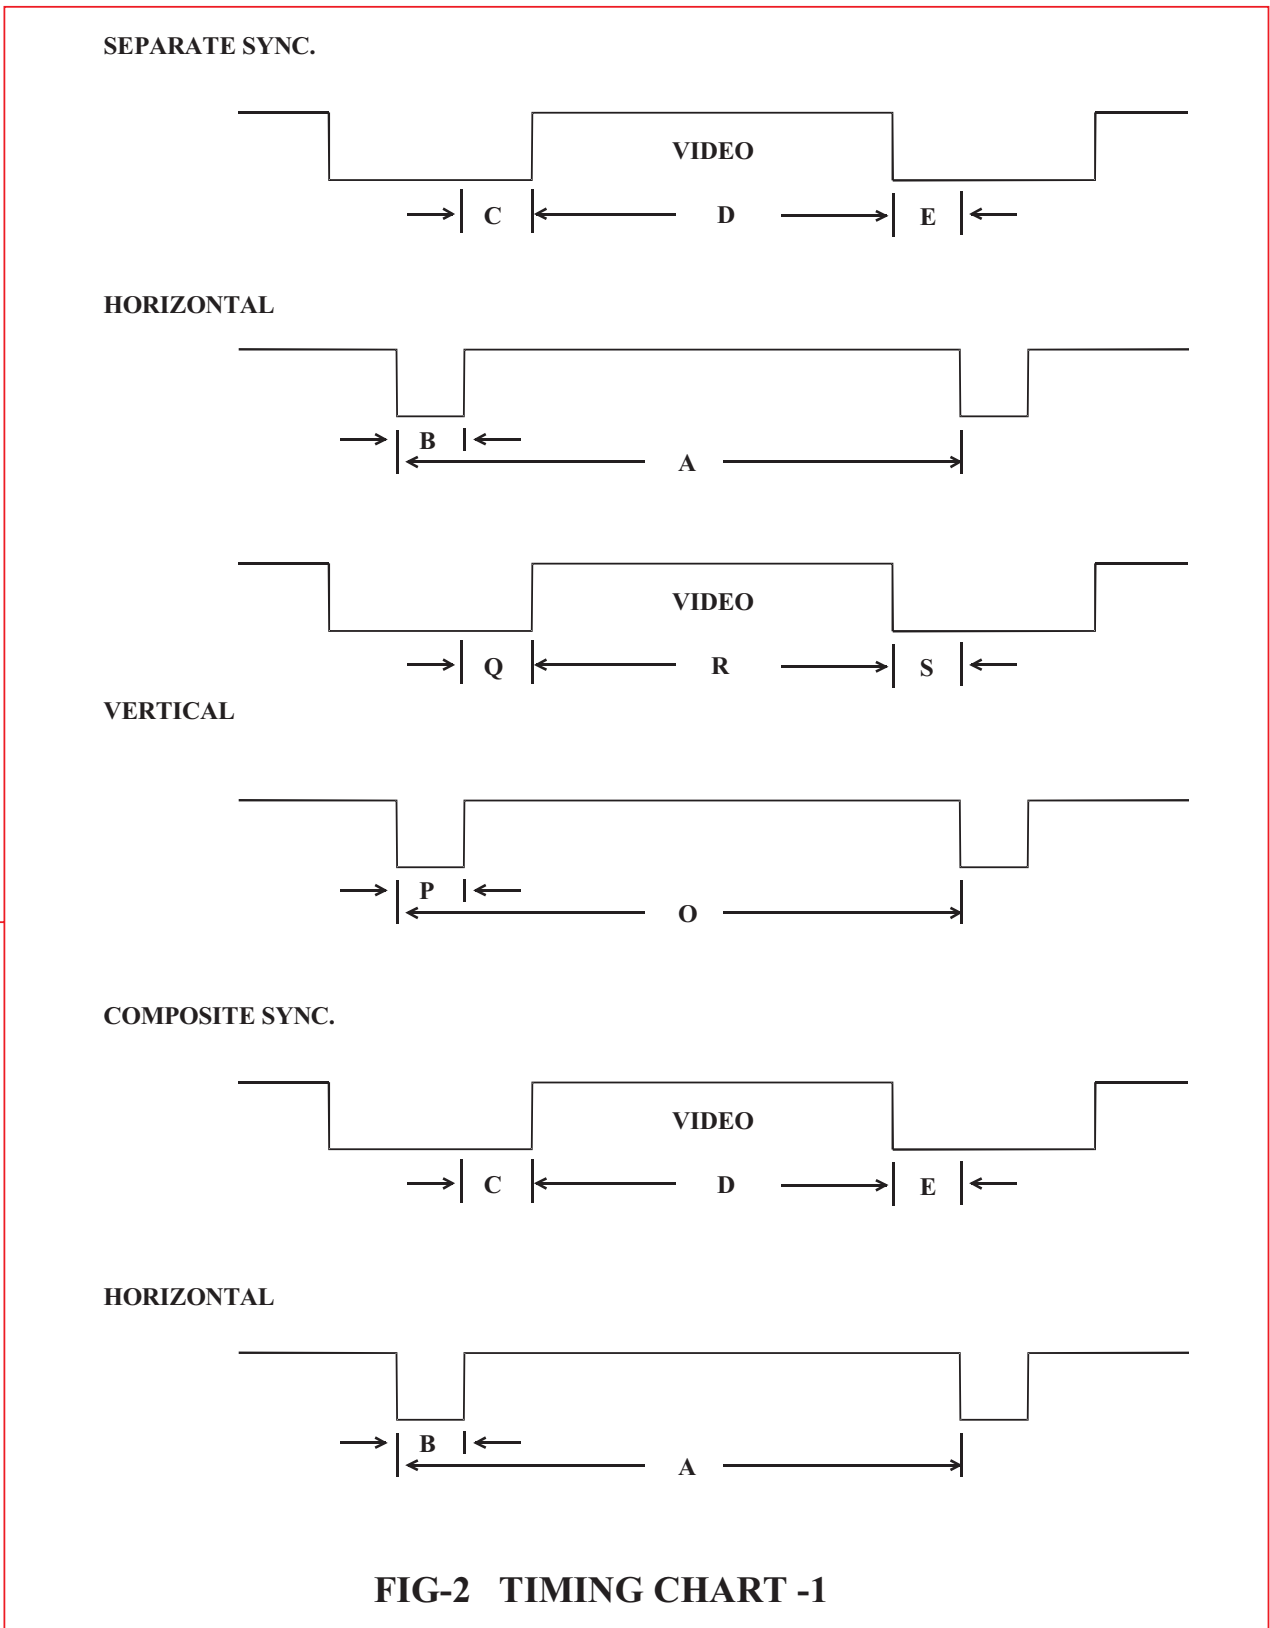 SEPARATE SYNC.
VIDEO
C D E
HORIZONTAL
B
A
VIDEO
Q R S
VERTICAL
P
O
COMPOSITE SYNC.
VIDEO
C D E
HORIZONTAL
B
A
FIG-2 TIMING CHART -1